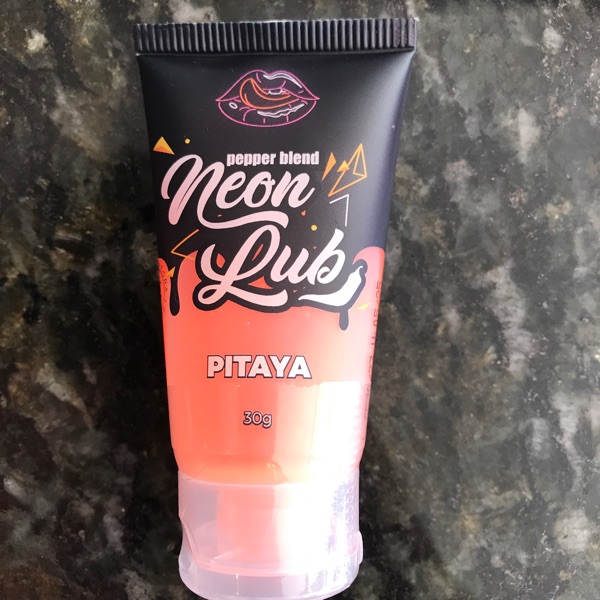 pepper blend
Neon
Lub
PITAYA
30g